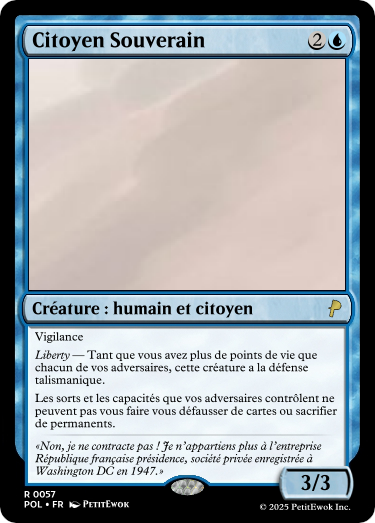 Citoyen Souverain 2
Créature : humain et citoyen
Vigilance
Liberty — Tant que vous avez plus de points de vie que
chacun de vos adversaires, cette créature a la défense
talismanique.
Les sorts et les capacités que vos adversaires contrôlent ne
peuvent pas vous faire vous défausser de cartes ou sacrifier
de permanents.
«Non, je ne contracte pas ! Je n'appartiens plus à l'entreprise
République française présidence, société privée enregistrée à
Washington DC en 1947.»
3/3
R 0057
POL • FR PetitEwok
© 2025 PetitEwok Inc.